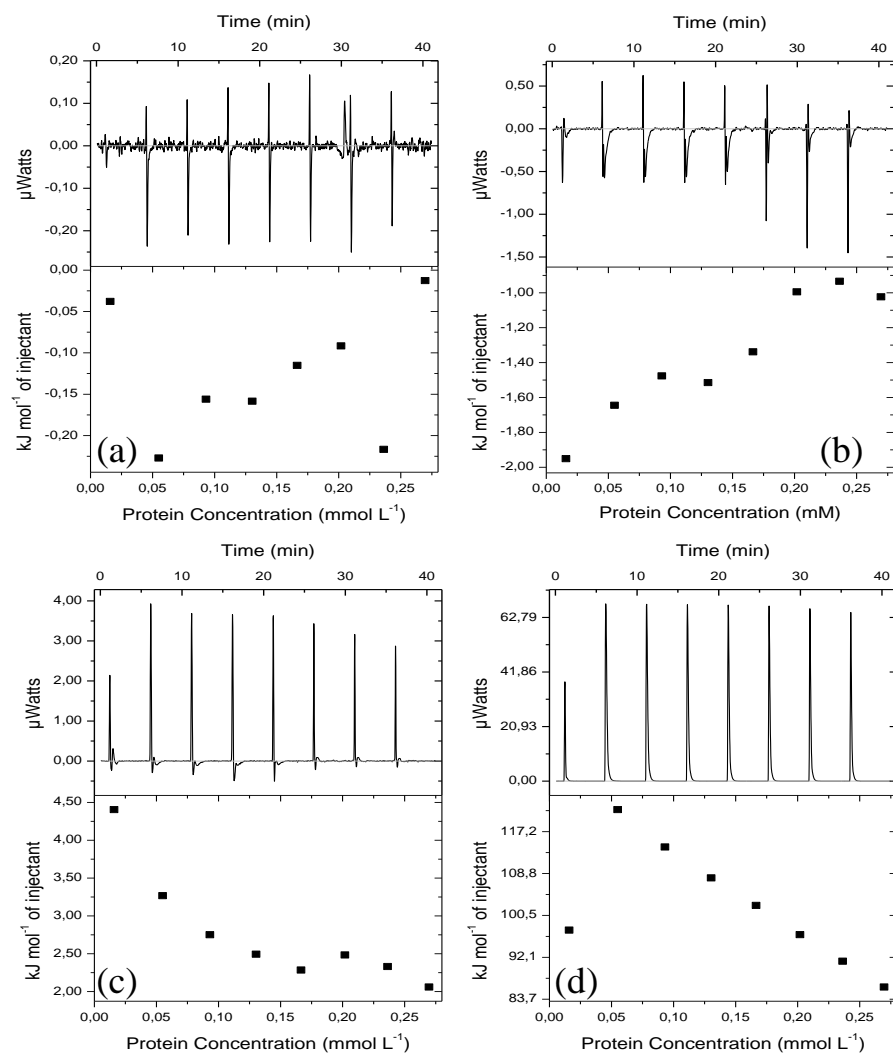 Time (min)
0 10 20 30 40
0,20
0,10
0,00
-0,10
-0,20
µWatts
0,00
-0,05
-0,10
-0,15
-0,20
kJ mol⁻¹ of injectant
(a)
0,00 0,05 0,10 0,15 0,20 0,25
Protein Concentration (mmol L⁻¹)
Time (min)
0 10 20 30 40
0,50
0,00
-0,50
-1,00
-1,50
µWatts
-1,00
-1,20
-1,40
-1,60
-1,80
-2,00
kJ mol⁻¹ of injectant
(b)
0,00 0,05 0,10 0,15 0,20 0,25
Protein Concentration (mM)
Time (min)
0 10 20 30 40
4,00
3,00
2,00
1,00
0,00
µWatts
4,50
4,00
3,50
3,00
2,50
2,00
kJ mol⁻¹ of injectant
(c)
0,00 0,05 0,10 0,15 0,20 0,25
Protein Concentration (mmol L⁻¹)
Time (min)
0 10 20 30 40
62,79
41,86
20,93
0,00
µWatts
117,2
108,8
100,5
92,1
83,7
kJ mol⁻¹ of injectant
(d)
0,00 0,05 0,10 0,15 0,20 0,25
Protein Concentration (mmol L⁻¹)